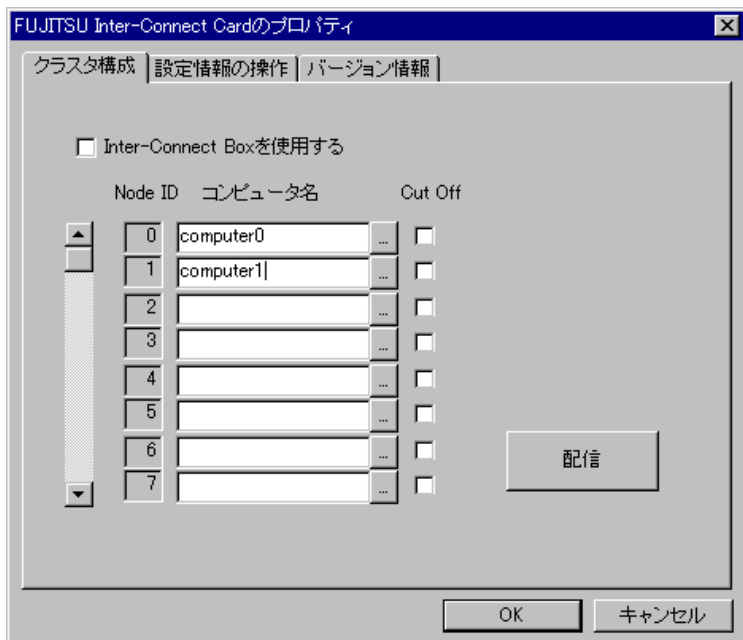 FUJITSU Inter-Connect Cardのプロパティ
クラスタ構成 設定情報の操作 バージョン情報
Inter-Connect Boxを使用する
Node ID コンピュータ名 Cut Off
0 computer0 ...
1 computer1 ...
2 ...
3 ...
4 ...
5 ...
6 ...
7 ...
配信
OK キャンセル